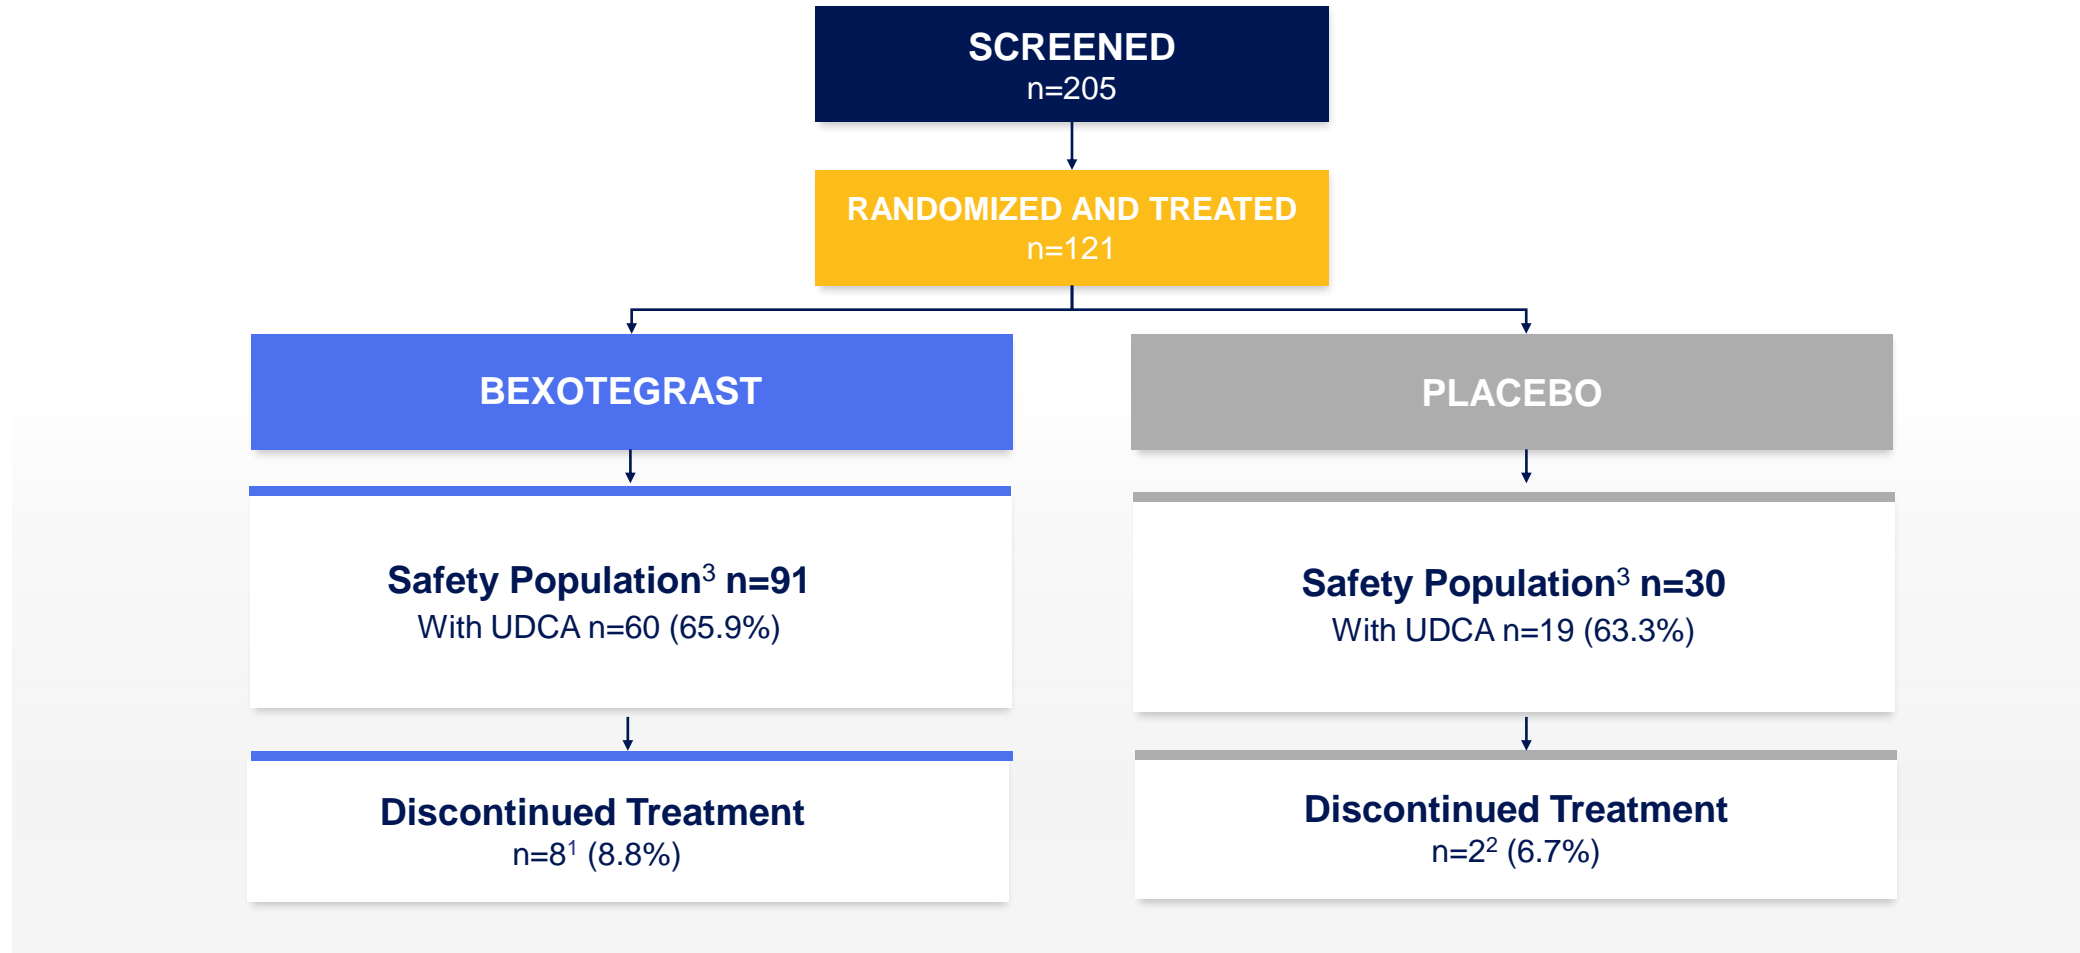 SCREENED
n=205
RANDOMIZED AND TREATED
n=121
BEXOTEGRAST
PLACEBO
Safety Population³ n=91
With UDCA n=60 (65.9%)
Safety Population³ n=30
With UDCA n=19 (63.3%)
Discontinued Treatment
n=8¹ (8.8%)
Discontinued Treatment
n=2² (6.7%)